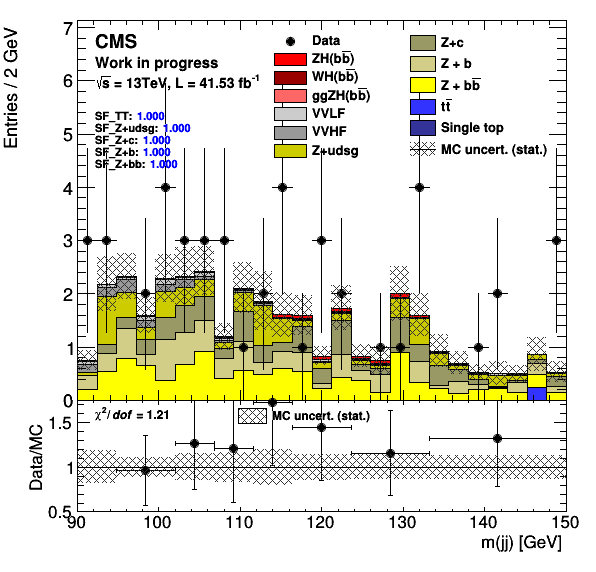 Entries / 2 GeV
7
6
5
4
3
2
1
0
CMS
Work in progress
√s = 13TeV, L = 41.53 fb⁻¹
SF_TT: 1.000
SF_Z+udsg: 1.000
SF_Z+c: 1.000
SF_Z+b: 1.000
SF_Z+bb: 1.000
Data
ZH(bb̅)
WH(bb̅)
ggZH(bb̅)
VVLF
VVHF
Z+udsg
Z+c
Z + b
Z + bb̅
tt̅
Single top
MC uncert. (stat.)
Data/MC
1.5
1
0.5
χ²/ dof = 1.21
MC uncert. (stat.)
90 100 110 120 130 140 150
m(jj) [GeV]